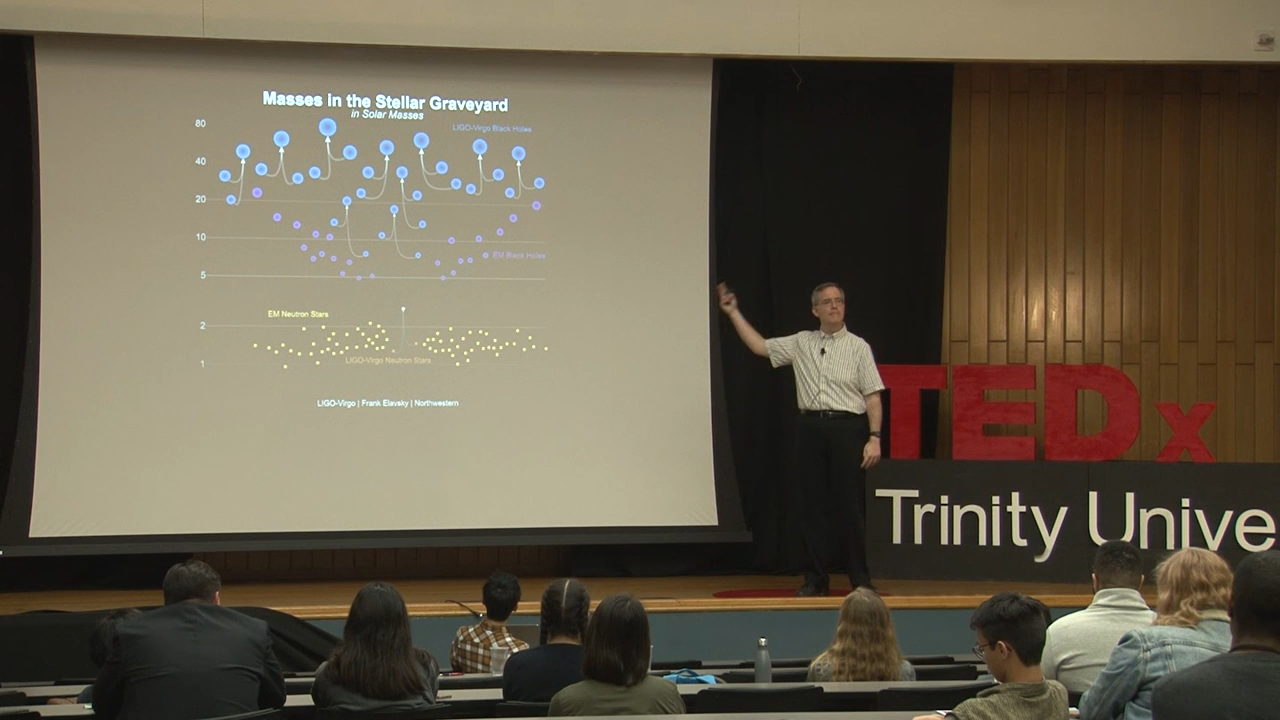 Masses in the Stellar Graveyard
in Solar Masses
80
LIGO-Virgo Black Holes
40
20
10
EM Black Holes
5
EM Neutron Stars
2
LIGO-Virgo Neutron Stars
1
LIGO-Virgo | Frank Elavsky | Northwestern
TEDx
Trinity Unive